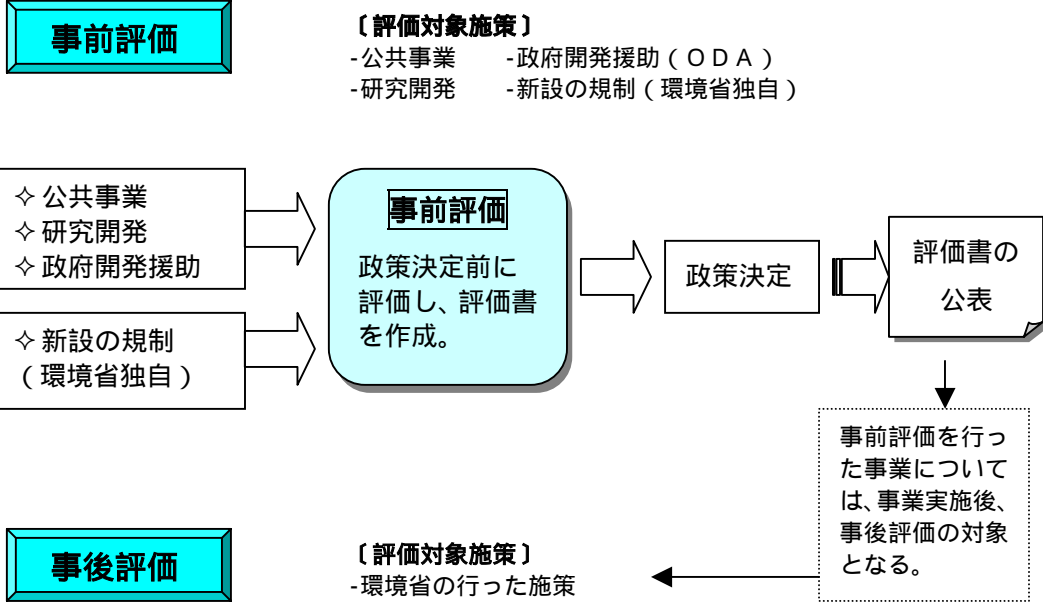 事前評価
〔評価対象施策〕
-公共事業 -政府開発援助(ODA)
-研究開発 -新設の規制(環境省独自)
✧公共事業
✧研究開発
✧政府開発援助
✧新設の規制
(環境省独自)
事前評価
政策決定前に
評価し、評価書
を作成。
政策決定
評価書の
公表
事前評価を行っ
た事業について
は、事業実施後、
事後評価の対象
となる。
事後評価
〔評価対象施策〕
-環境省の行った施策